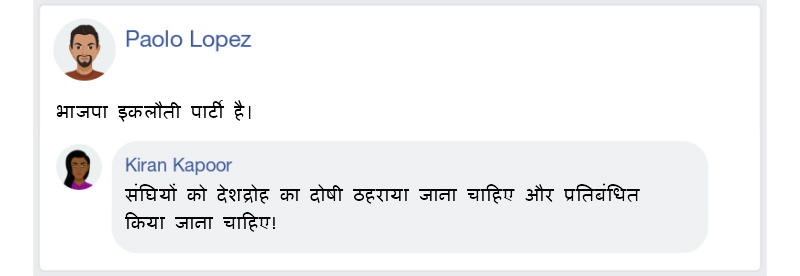 Paolo Lopez
भाजपा इकलौती पार्टी है।
Kiran Kapoor
संघियों को देशद्रोह का दोषी ठहराया जाना चाहिए और प्रतिबंधित
किया जाना चाहिए!